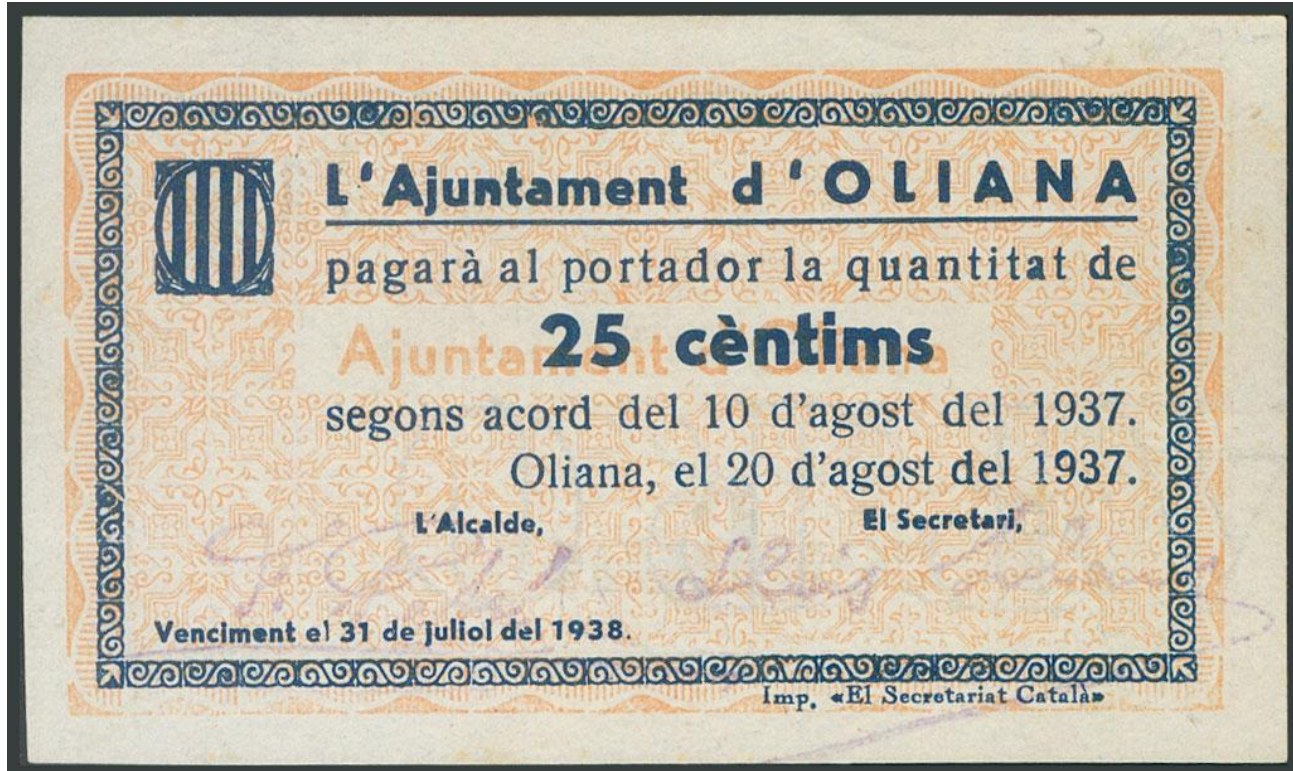 L'Ajuntament d'OLIANA
pagarà al portador la quantitat de
25 cèntims
Ajuntament d'Oliana
segons acord del 10 d'agost del 1937.
Oliana, el 20 d'agost del 1937.
L'Alcalde, El Secretari,
Lluis
Venciment el 31 de juliol del 1938.
Imp. «El Secretariat Català»